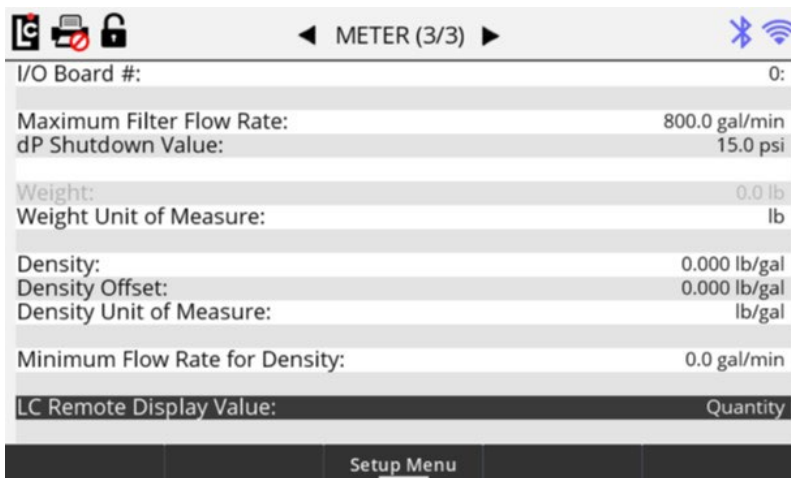 LC
METER (3/3)
I/O Board #: 0:
Maximum Filter Flow Rate: 800.0 gal/min
dP Shutdown Value: 15.0 psi
Weight: 0.0 lb
Weight Unit of Measure: lb
Density: 0.000 lb/gal
Density Offset: 0.000 lb/gal
Density Unit of Measure: lb/gal
Minimum Flow Rate for Density: 0.0 gal/min
LC Remote Display Value: Quantity
Setup Menu